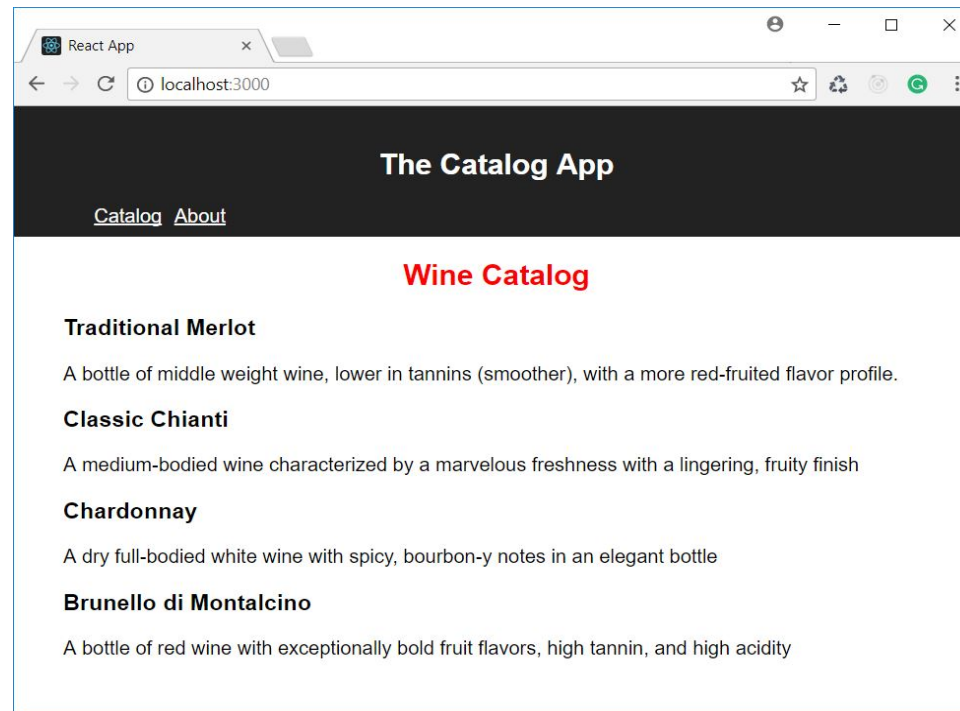 React App
localhost:3000
The Catalog App
Catalog About
Wine Catalog
Traditional Merlot
A bottle of middle weight wine, lower in tannins (smoother), with a more red-fruited flavor profile.
Classic Chianti
A medium-bodied wine characterized by a marvelous freshness with a lingering, fruity finish
Chardonnay
A dry full-bodied white wine with spicy, bourbon-y notes in an elegant bottle
Brunello di Montalcino
A bottle of red wine with exceptionally bold fruit flavors, high tannin, and high acidity